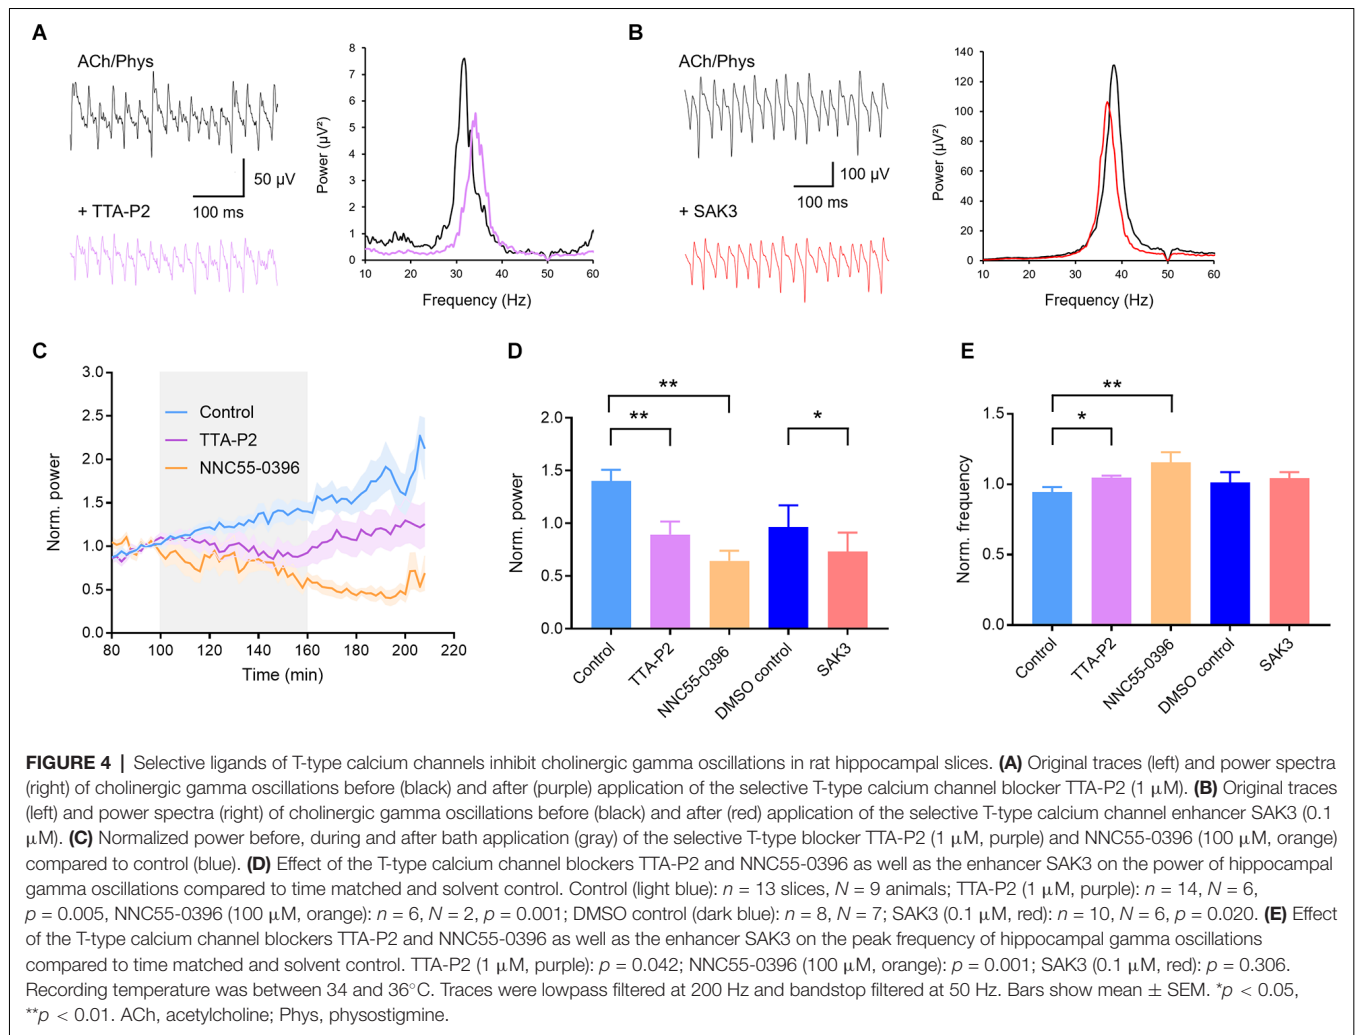 A
ACh/Phys
50 µV
100 ms
+ TTA-P2
Power (µV²)
8
7
6
5
4
3
2
1
0
10 20 30 40 50 60
Frequency (Hz)
B
ACh/Phys
100 µV
100 ms
+ SAK3
Power (µV²)
140
120
100
80
60
40
20
0
10 20 30 40 50 60
Frequency (Hz)
C
Norm. power
3.0
2.5
2.0
1.5
1.0
0.5
0.0
Control
TTA-P2
NNC55-0396
80 100 120 140 160 180 200 220
Time (min)
D
Norm. power
2.0
1.5
1.0
0.5
0.0
**
**
*
Control
TTA-P2
NNC55-0396
DMSO control
SAK3
E
Norm. frequency
1.5
1.0
0.5
0.0
**
*
Control
TTA-P2
NNC55-0396
DMSO control
SAK3
FIGURE 4 | Selective ligands of T-type calcium channels inhibit cholinergic gamma oscillations in rat hippocampal slices. (A) Original traces (left) and power spectra
(right) of cholinergic gamma oscillations before (black) and after (purple) application of the selective T-type calcium channel blocker TTA-P2 (1 µM). (B) Original traces
(left) and power spectra (right) of cholinergic gamma oscillations before (black) and after (red) application of the selective T-type calcium channel enhancer SAK3 (0.1
µM). (C) Normalized power before, during and after bath application (gray) of the selective T-type blocker TTA-P2 (1 µM, purple) and NNC55-0396 (100 µM, orange)
compared to control (blue). (D) Effect of the T-type calcium channel blockers TTA-P2 and NNC55-0396 as well as the enhancer SAK3 on the power of hippocampal
gamma oscillations compared to time matched and solvent control. Control (light blue): n = 13 slices, N = 9 animals; TTA-P2 (1 µM, purple): n = 14, N = 6,
p = 0.005, NNC55-0396 (100 µM, orange): n = 6, N = 2, p = 0.001; DMSO control (dark blue): n = 8, N = 7; SAK3 (0.1 µM, red): n = 10, N = 6, p = 0.020. (E) Effect
of the T-type calcium channel blockers TTA-P2 and NNC55-0396 as well as the enhancer SAK3 on the peak frequency of hippocampal gamma oscillations
compared to time matched and solvent control. TTA-P2 (1 µM, purple): p = 0.042; NNC55-0396 (100 µM, orange): p = 0.001; SAK3 (0.1 µM, red): p = 0.306.
Recording temperature was between 34 and 36°C. Traces were lowpass filtered at 200 Hz and bandstop filtered at 50 Hz. Bars show mean ± SEM. *p < 0.05,
**p < 0.01. ACh, acetylcholine; Phys, physostigmine.